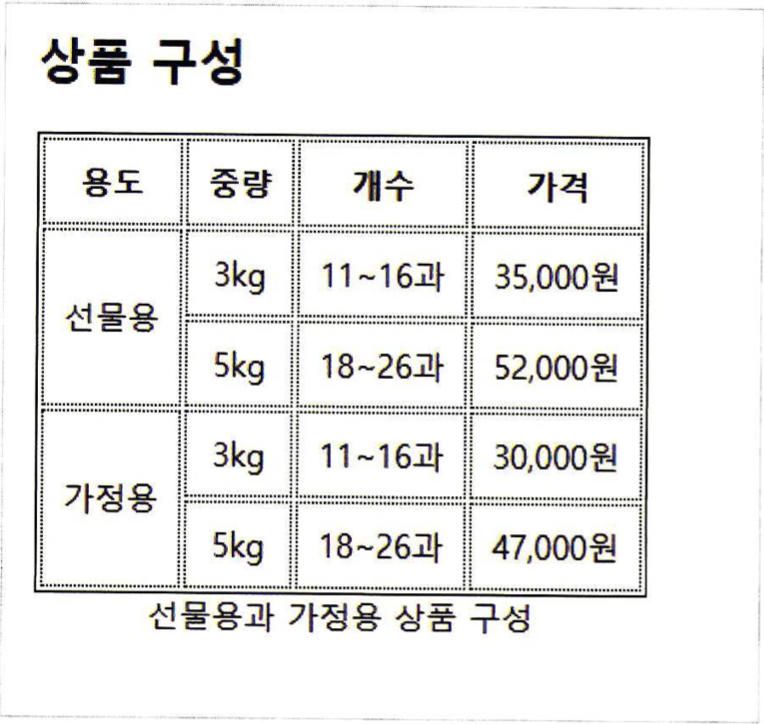 상품 구성
용도 중량 개수 가격
선물용 3kg 11~16과 35,000원
5kg 18~26과 52,000원
가정용 3kg 11~16과 30,000원
5kg 18~26과 47,000원
선물용과 가정용 상품 구성